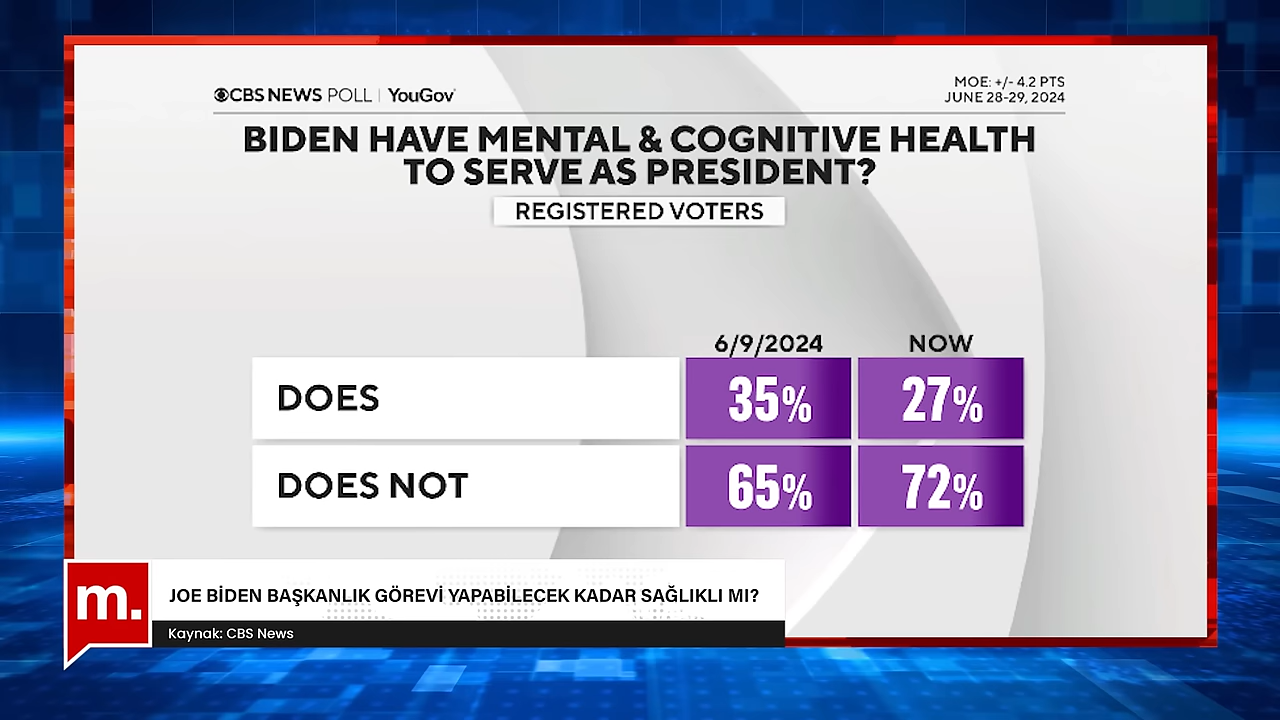 CBS NEWS POLL | YouGov
MOE: +/- 4.2 PTS
JUNE 28-29, 2024
BIDEN HAVE MENTAL & COGNITIVE HEALTH
TO SERVE AS PRESIDENT?
REGISTERED VOTERS
6/9/2024 NOW
DOES 35% 27%
DOES NOT 65% 72%
m. JOE BİDEN BAŞKANLIK GÖREVİ YAPABİLECEK KADAR SAĞLIKLI MI?
Kaynak: CBS News